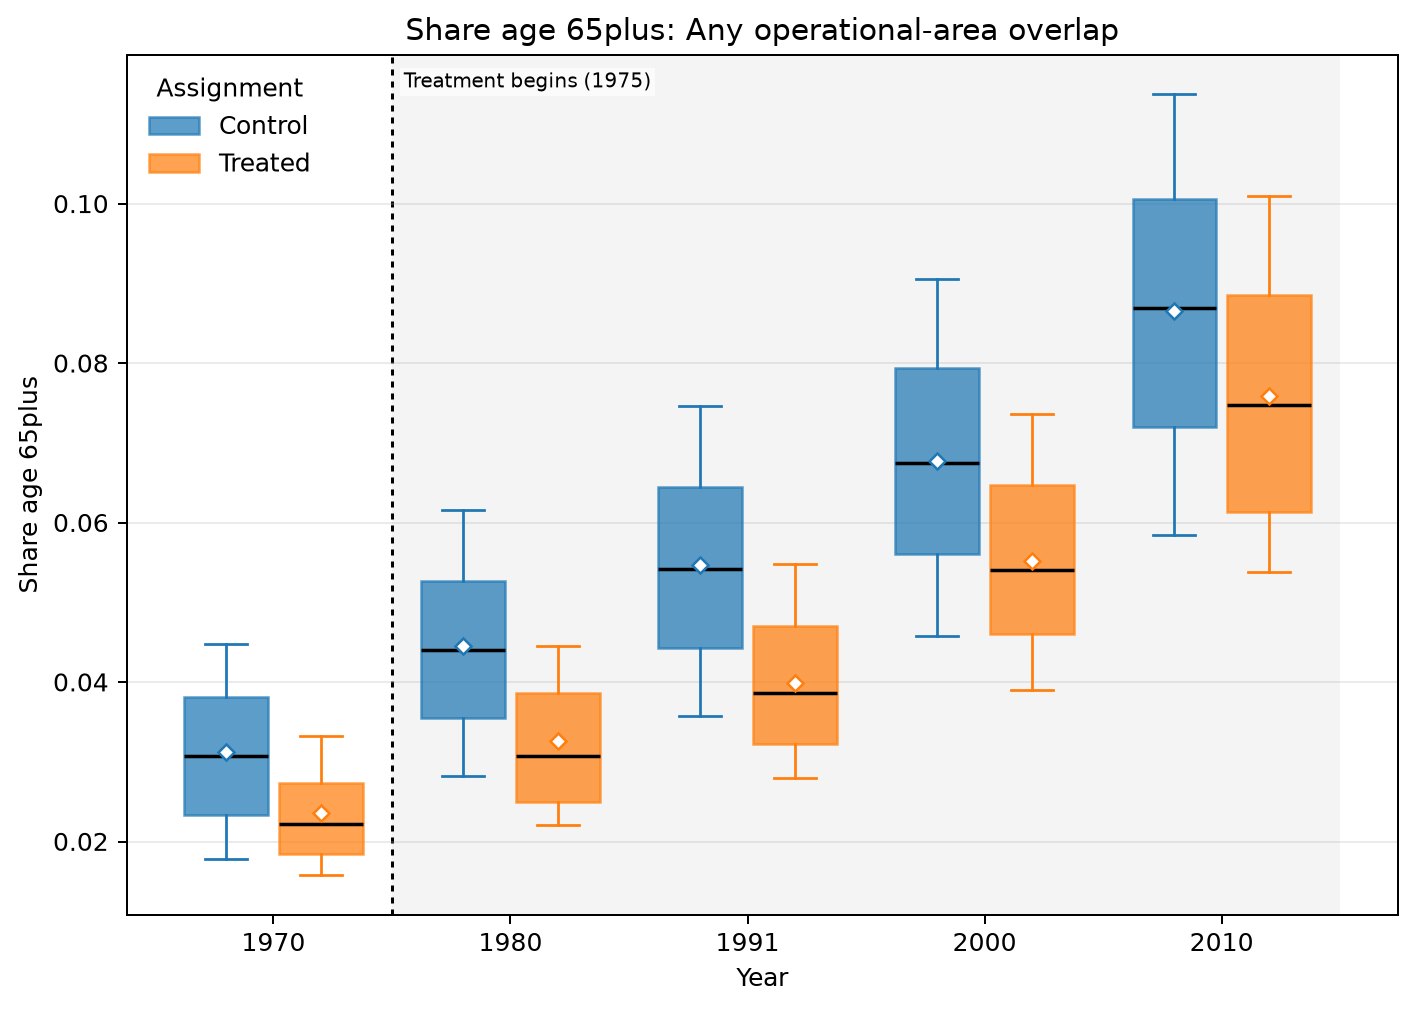 Share age 65plus: Any operational-area overlap
Assignment
Control
Treated
Treatment begins (1975)
Share age 65plus
0.10
0.08
0.06
0.04
0.02
1970
1980
1991
2000
2010
Year